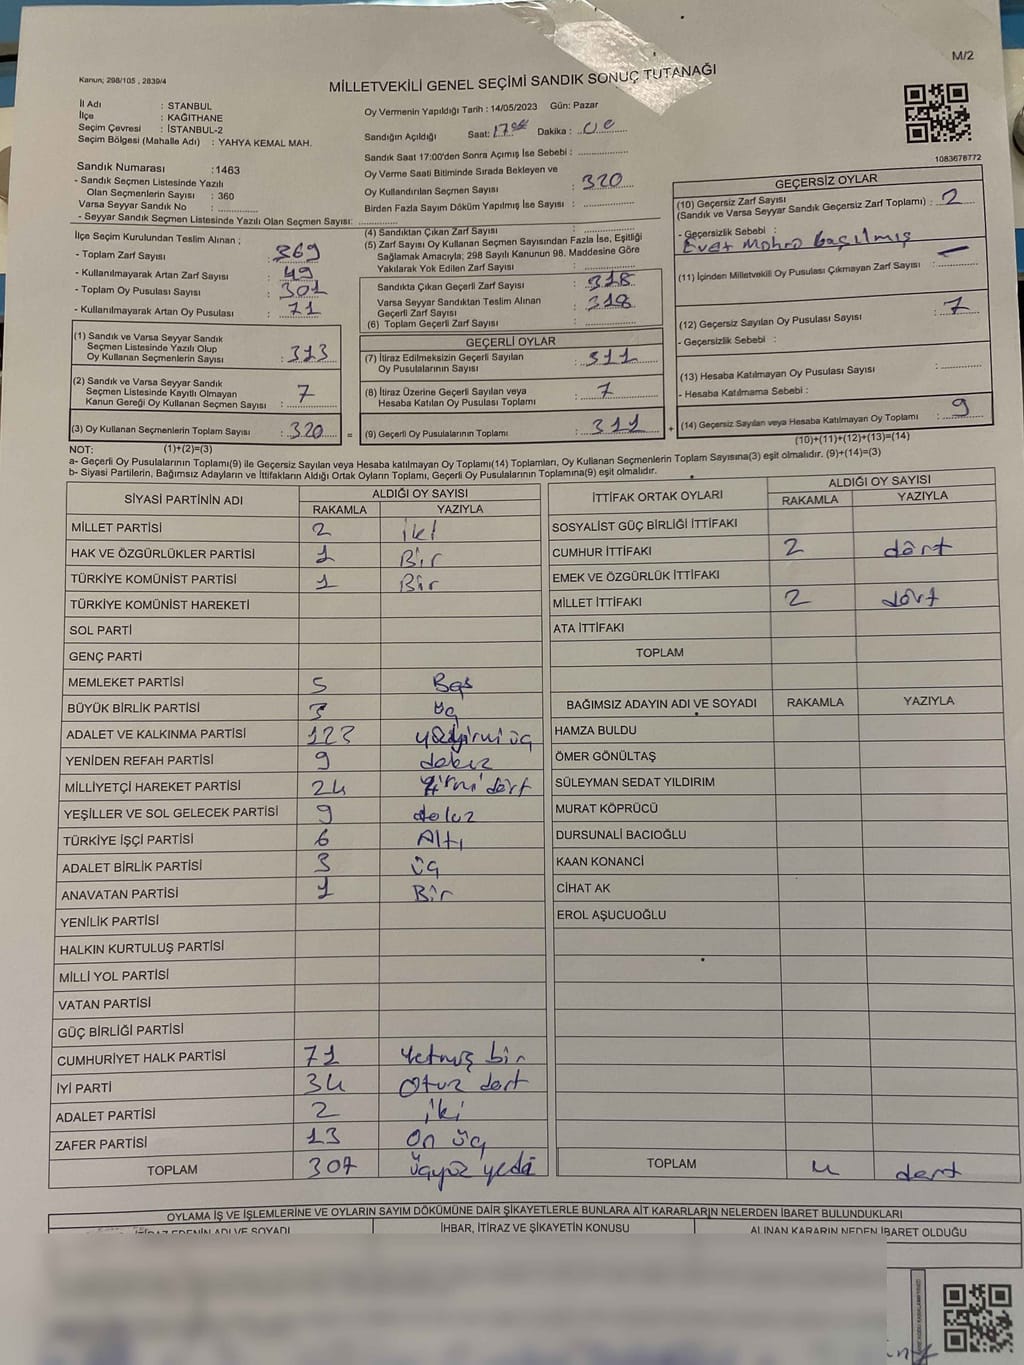 M/2
Kanun; 298/105 , 2839/4
MİLLETVEKİLİ GENEL SEÇİMİ SANDIK SONUÇ TUTANAĞI
İl Adı : STANBUL
İlçe : KAĞITHANE
Seçim Çevresi : İSTANBUL-2
Seçim Bölgesi (Mahalle Adı) : YAHYA KEMAL MAH.
Sandık Numarası :1463
- Sandık Seçmen Listesinde Yazılı
Olan Seçmenlerin Sayısı : 360
Varsa Seyyar Sandık No :
- Seyyar Sandık Seçmen Listesinde Yazılı Olan Seçmen Sayısı:
İlçe Seçim Kurulundan Teslim Alınan ;
- Toplam Zarf Sayısı : 369
- Kullanılmayarak Artan Zarf Sayısı : 49
- Toplam Oy Pusulası Sayısı : 301
- Kullanılmayarak Artan Oy Pusulası : 71
(1) Sandık ve Varsa Seyyar Sandık
Seçmen Listesinde Yazılı Olup
Oy Kullanan Seçmenlerin Sayısı : 313
(2) Sandık ve Varsa Seyyar Sandık
Seçmen Listesinde Kayıtlı Olmayan
Kanun Gereği Oy Kullanan Seçmen Sayısı : 7
(3) Oy Kullanan Seçmenlerin Toplam Sayısı : 320
Oy Vermenin Yapıldığı Tarih : 14/05/2023 Gün: Pazar
Sandığın Açıldığı Saat: 17 Dakika :
Sandık Saat 17:00'den Sonra Açımış İse Sebebi :
Oy Verme Saati Bitiminde Sırada Bekleyen ve
Oy Kullandırılan Seçmen Sayısı : 320
Birden Fazla Sayım Döküm Yapılmış İse Sayısı :
(4) Sandıktan Çıkan Zarf Sayısı :
(5) Zarf Sayısı Oy Kullanan Seçmen Sayısından Fazla İse, Eşitliği
Sağlamak Amacıyla; 298 Sayılı Kanunun 98. Maddesine Göre
Yakılarak Yok Edilen Zarf Sayısı :
Sandıkta Çıkan Geçerli Zarf Sayısı : 318
Varsa Seyyar Sandıktan Teslim Alınan
Geçerli Zarf Sayısı : 318
(6) Toplam Geçerli Zarf Sayısı :
GEÇERLİ OYLAR
(7) İtiraz Edilmeksizin Geçerli Sayılan
Oy Pusulalarının Sayısı : 311
(8) İtiraz Üzerine Geçerli Sayılan veya
Hesaba Katılan Oy Pusulası Toplamı : 7
= (9) Geçerli Oy Pusulalarının Toplamı : 311 +
1083678772
GEÇERSİZ OYLAR
(10) Geçersiz Zarf Sayısı
(Sandık ve Varsa Seyyar Sandık Geçersiz Zarf Toplamı) : 2
- Geçersizlik Sebebi :
Evet Mohro basılmış
(11) İçinden Milletvekili Oy Pusulası Çıkmayan Zarf Sayısı : –
(12) Geçersiz Sayılan Oy Pusulası Sayısı : 7
- Geçersizlik Sebebi :
(13) Hesaba Katılmayan Oy Pusulası Sayısı :
- Hesaba Katılmama Sebebi :
(14) Geçersiz Sayılan veya Hesaba Katılmayan Oy Toplamı : 9
(10)+(11)+(12)+(13)=(14)
NOT: (1)+(2)=(3)
a- Geçerli Oy Pusulalarının Toplamı(9) ile Geçersiz Sayılan veya Hesaba katılmayan Oy Toplamı(14) Toplamları, Oy Kullanan Seçmenlerin Toplam Sayısına(3) eşit olmalıdır. (9)+(14)=(3)
b- Siyasi Partilerin, Bağımsız Adayların ve İttifakların Aldığı Ortak Oyların Toplamı, Geçerli Oy Pusulalarının Toplamına(9) eşit olmalıdır.
SİYASİ PARTİNİN ADI ALDIĞI OY SAYISI
RAKAMLA YAZIYLA
MİLLET PARTİSİ 2 iki
HAK VE ÖZGÜRLÜKLER PARTİSİ 1 Bir
TÜRKİYE KOMÜNİST PARTİSİ 1 Bir
TÜRKİYE KOMÜNİST HAREKETİ
SOL PARTİ
GENÇ PARTİ
MEMLEKET PARTİSİ 5 Beş
BÜYÜK BİRLİK PARTİSİ 3 üç
ADALET VE KALKINMA PARTİSİ 123 yüzyirmi üç
YENİDEN REFAH PARTİSİ 9 dokuz
MİLLİYETÇİ HAREKET PARTİSİ 24 Yirmi dört
YEŞİLLER VE SOL GELECEK PARTİSİ 9 dokuz
TÜRKİYE İŞÇİ PARTİSİ 6 Altı
ADALET BİRLİK PARTİSİ 3 üç
ANAVATAN PARTİSİ 1 Bir
YENİLİK PARTİSİ
HALKIN KURTULUŞ PARTİSİ
MİLLİ YOL PARTİSİ
VATAN PARTİSİ
GÜÇ BİRLİĞİ PARTİSİ
CUMHURİYET HALK PARTİSİ 71 Yetmiş bir
İYİ PARTİ 34 Otuz dört
ADALET PARTİSİ 2 iki
ZAFER PARTİSİ 13 On üç
TOPLAM 307 üçyüz yedi
İTTİFAK ORTAK OYLARI ALDIĞI OY SAYISI
RAKAMLA YAZIYLA
SOSYALİST GÜÇ BİRLİĞİ İTTİFAKI
CUMHUR İTTİFAKI 2 dört
EMEK VE ÖZGÜRLÜK İTTİFAKI
MİLLET İTTİFAKI 2 dört
ATA İTTİFAKI
TOPLAM
BAĞIMSIZ ADAYIN ADI VE SOYADI RAKAMLA YAZIYLA
HAMZA BULDU
ÖMER GÖNÜLTAŞ
SÜLEYMAN SEDAT YILDIRIM
MURAT KÖPRÜCÜ
DURSUNALİ BACIOĞLU
KAAN KONANCİ
CİHAT AK
EROL AŞUCUOĞLU
TOPLAM 4 dört
OYLAMA İŞ VE İŞLEMLERİNE VE OYLARIN SAYIM DÖKÜMÜNE DAİR ŞİKAYETLERLE BUNLARA AİT KARARLARIN NELERDEN İBARET BULUNDUKLARI
ADI VE SOYADI İHBAR, İTİRAZ VE ŞİKAYETİN KONUSU ALINAN KARARIN NEDEN İBARET OLDUĞU